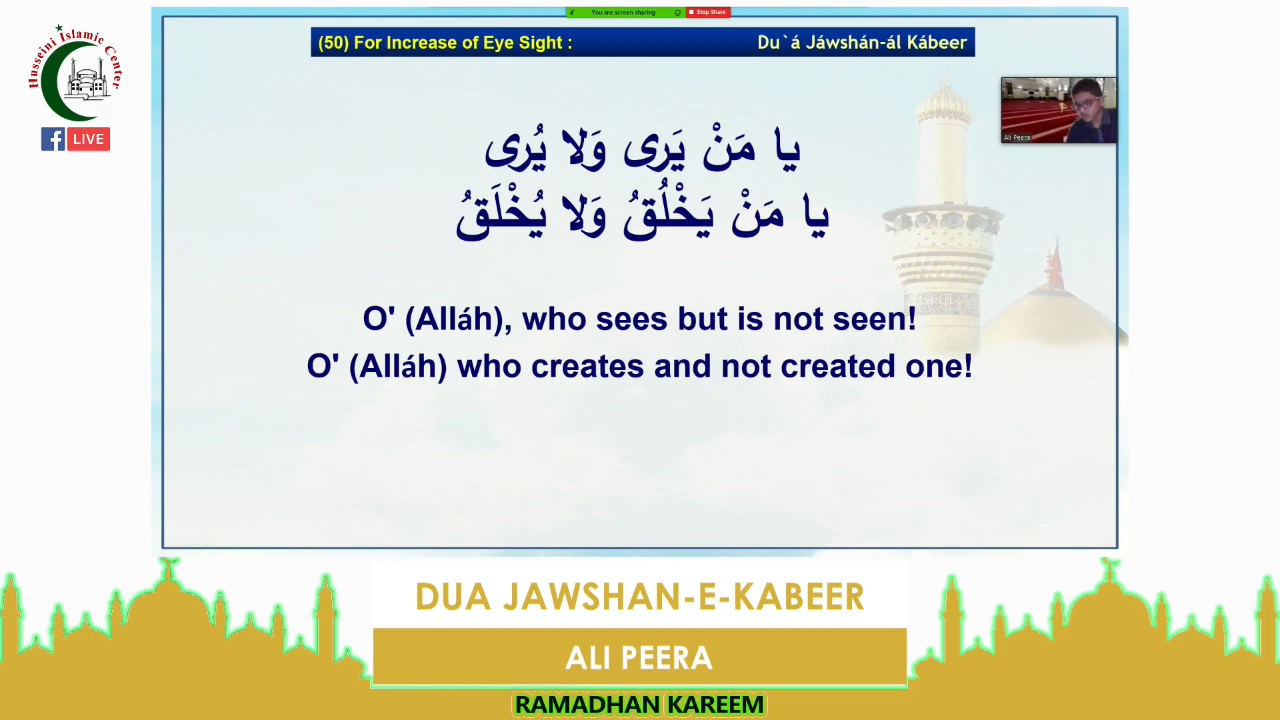 You are screen sharing
Stop Share
Husseini Islamic Center
LIVE
(50) For Increase of Eye Sight :
Du`á Jáwshán-ál Kábeer
Ali Peera
يا مَنْ يَرى وَلا يُرى
يا مَنْ يَخْلُقُ وَلا يُخْلَقُ
O' (Alláh), who sees but is not seen!
O' (Alláh) who creates and not created one!
DUA JAWSHAN-E-KABEER
ALI PEERA
RAMADHAN KAREEM